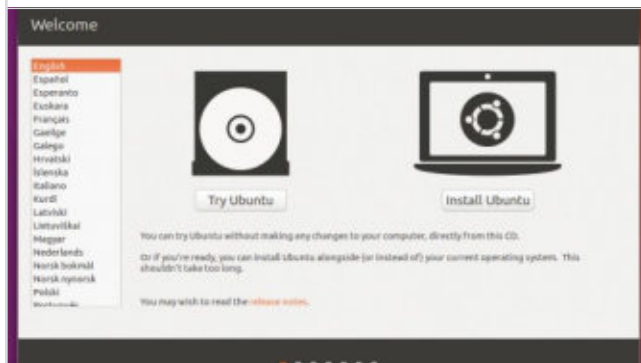 Welcome
English
Español
Esperanto
Euskara
Français
Gaeilge
Galego
Hrvatski
Íslenska
Italiano
Kurdî
Latviski
Lietuviškai
Magyar
Nederlands
Norsk bokmål
Norsk nynorsk
Polski
Português
Try Ubuntu
Install Ubuntu
You can try Ubuntu without making any changes to your computer, directly from this CD.
Or if you're ready, you can install Ubuntu alongside (or instead of) your current operating system. This
shouldn't take too long.
You may wish to read the release notes.